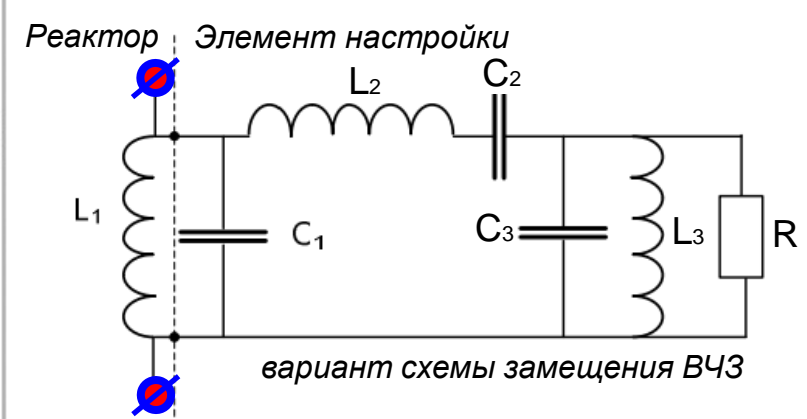 Реактор Элемент настройки
L₂
C₂
L₁
C₁
C₃
L₃
R
вариант схемы замещения ВЧЗ